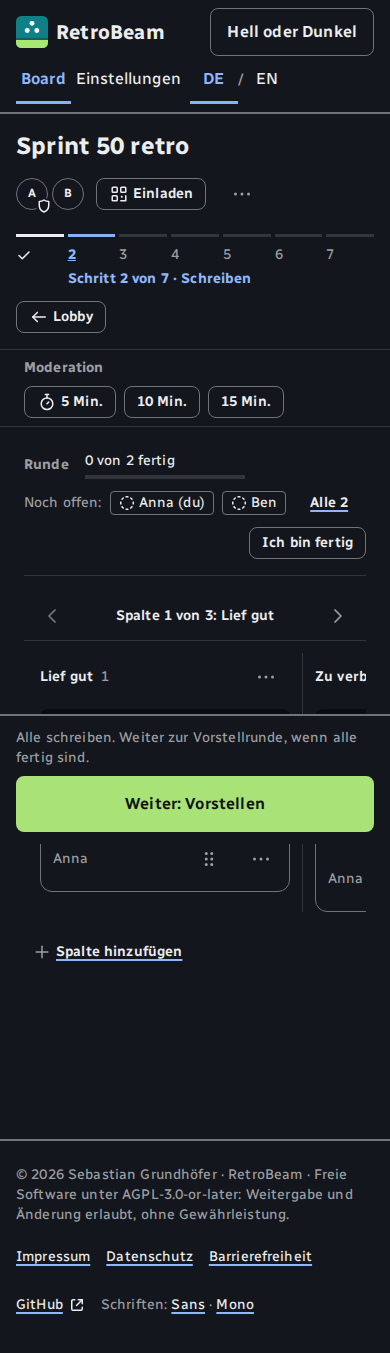 RetroBeam
Hell oder Dunkel
Board Einstellungen DE / EN
Sprint 50 retro
A B Einladen
2 3 4 5 6 7
Schritt 2 von 7 · Schreiben
Lobby
Moderation
5 Min. 10 Min. 15 Min.
Runde 0 von 2 fertig
Noch offen: Anna (du) Ben Alle 2
Ich bin fertig
Spalte 1 von 3: Lief gut
Lief gut 1 Zu verb
Alle schreiben. Weiter zur Vorstellrunde, wenn alle
fertig sind.
Weiter: Vorstellen
Anna
Anna
Spalte hinzufügen
© 2026 Sebastian Grundhöfer · RetroBeam · Freie
Software unter AGPL-3.0-or-later: Weitergabe und
Änderung erlaubt, ohne Gewährleistung.
Impressum Datenschutz Barrierefreiheit
GitHub Schriften: Sans · Mono